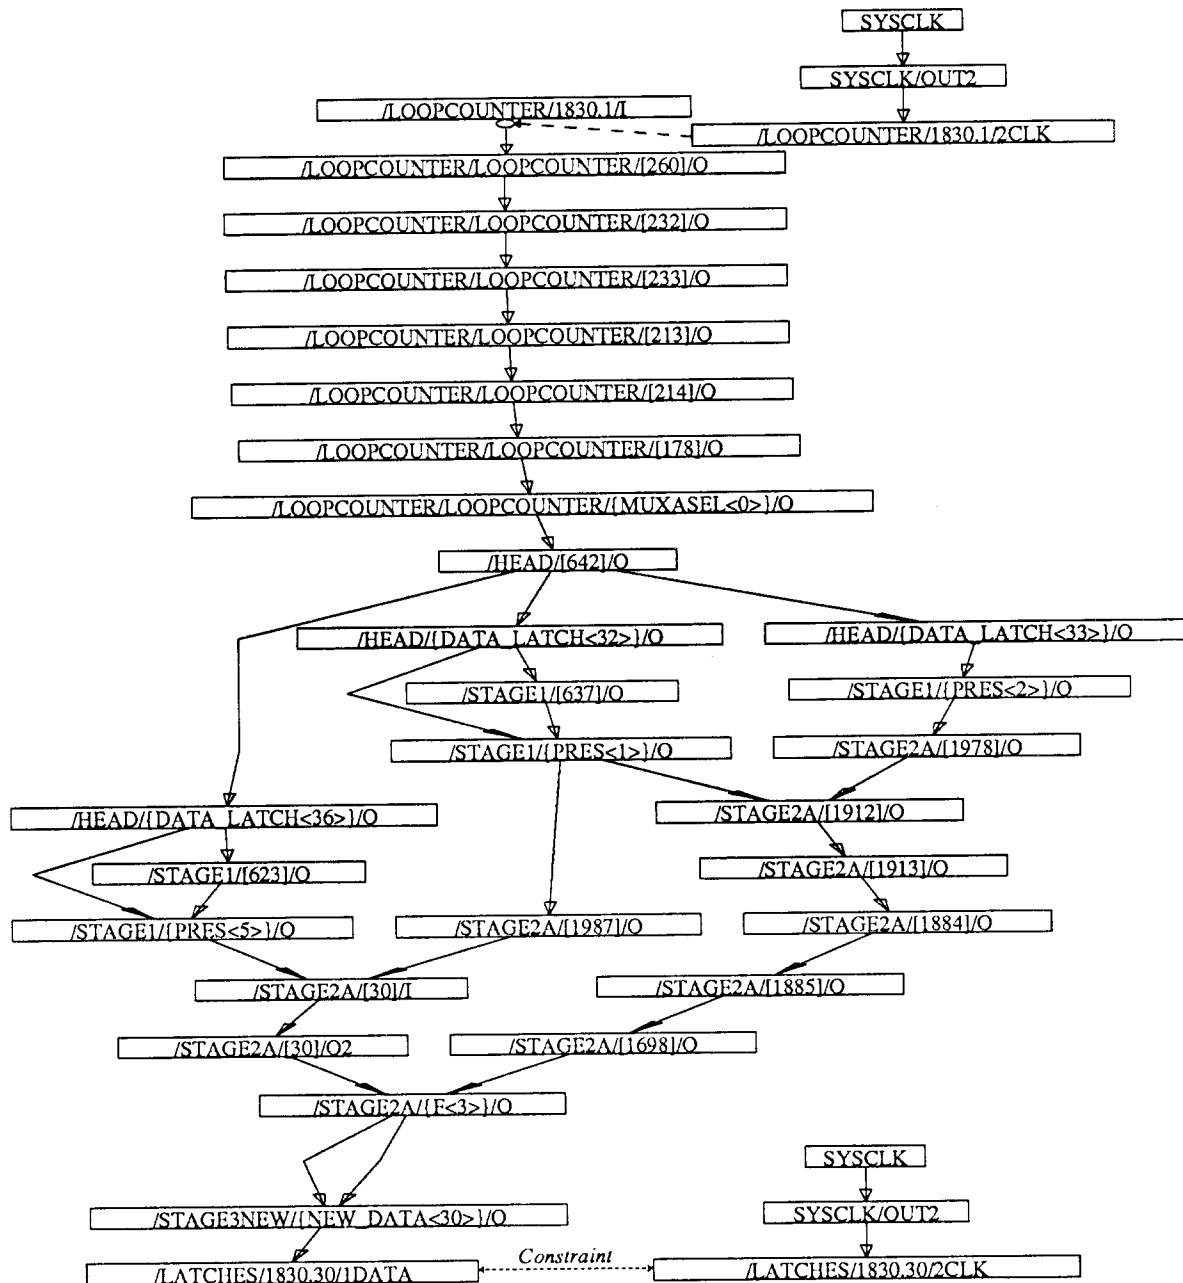 SYSCLK
SYSCLK/OUT2
/LOOPCOUNTER/1830.1/I
/LOOPCOUNTER/1830.1/2CLK
/LOOPCOUNTER/LOOPCOUNTER/[260]/O
/LOOPCOUNTER/LOOPCOUNTER/[232]/O
/LOOPCOUNTER/LOOPCOUNTER/[233]/O
/LOOPCOUNTER/LOOPCOUNTER/[213]/O
/LOOPCOUNTER/LOOPCOUNTER/[214]/O
/LOOPCOUNTER/LOOPCOUNTER/[178]/O
/LOOPCOUNTER/LOOPCOUNTER/{MUXASEL<0>}/O
/HEAD/[642]/O
/HEAD/{DATA_LATCH<32>}/O
/HEAD/{DATA_LATCH<33>}/O
/STAGE1/[637]/O
/STAGE1/{PRES<2>}/O
/STAGE1/{PRES<1>}/O
/STAGE2A/[1978]/O
/HEAD/{DATA_LATCH<36>}/O
/STAGE2A/[1912]/O
/STAGE1/[623]/O
/STAGE2A/[1913]/O
/STAGE1/{PRES<5>}/O
/STAGE2A/[1987]/O
/STAGE2A/[1884]/O
/STAGE2A/[30]/I
/STAGE2A/[1885]/O
/STAGE2A/[30]/O2
/STAGE2A/[1698]/O
/STAGE2A/{F<3>}/O
SYSCLK
SYSCLK/OUT2
/STAGE3NEW/{NEW_DATA<30>}/O
Constraint
/LATCHES/1830.30/1DATA
/LATCHES/1830.30/2CLK